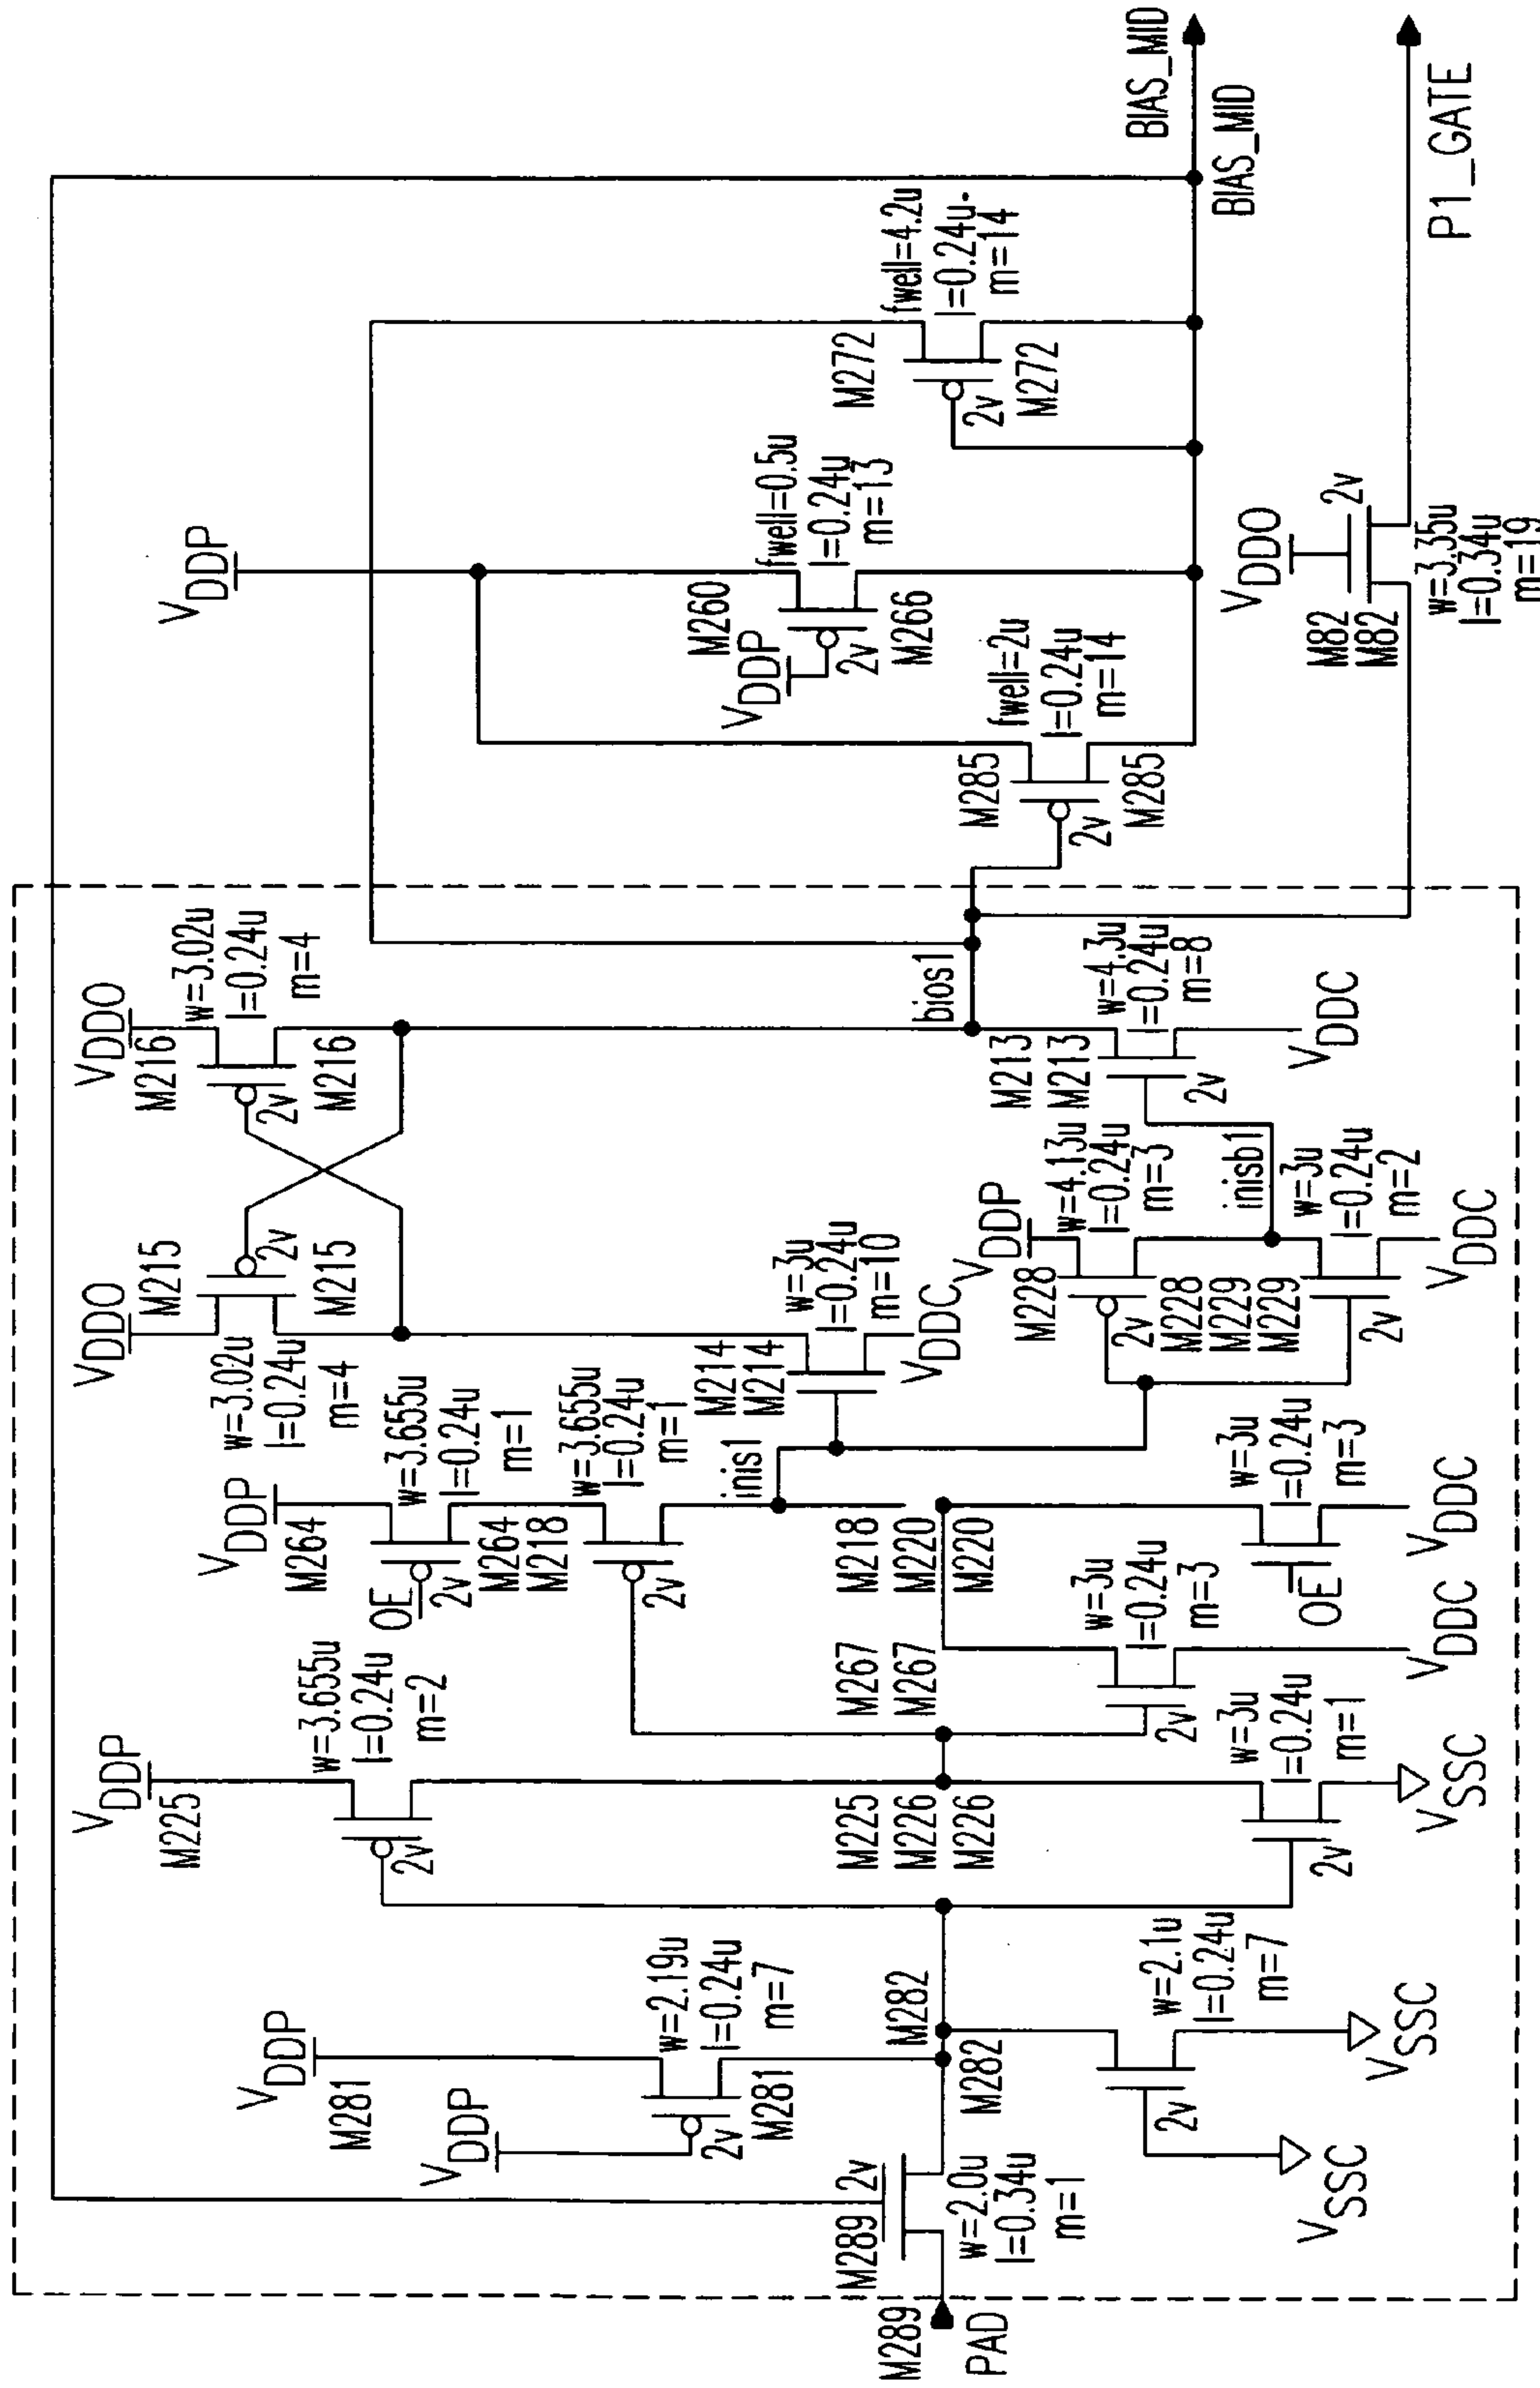 PAD
M289
M289
2v
w=2.0u
l=0.34u
m=1
VDDP
M281
VDDP
2v
M281
w=2.19u
l=0.24u
m=7
M282
M282
2v
w=2.1u
l=0.24u
m=7
VSSC
VSSC
VDDP
M225
2v
w=3.655u
l=0.24u
m=2
M225
M226
M226
2v
w=3u
l=0.24u
m=1
VSSC
VDDP
M264
OE
2v
w=3.655u
l=0.24u
m=1
M264
M218
2v
w=3.655u
l=0.24u
m=1
inis1
M218
M220
M220
M267
M267
2v
w=3u
l=0.24u
m=3
VDDC
OE
w=3u
l=0.24u
m=3
VDDC
VDDO
M215
2v
M215
w=3.02u
l=0.24u
m=4
VDDO
M216
2v
M216
w=3.02u
l=0.24u
m=4
M214
M214
w=3u
l=0.24u
m=10
VDDC
VDDP
M228
2v
w=4.13u
l=0.24u
m=3
M228
M229
M229
2v
inisb1
w=3u
l=0.24u
m=2
VDDC
bios1
M213
M213
2v
w=4.3u
l=0.24u
m=8
VDDC
VDDP
M285
2v
M285
fwell=2u
l=0.24u
m=14
VDDP
M260
2v
M266
fwell=0.5u
l=0.24u
m=13
M272
2v
M272
fwell=4.2u
l=0.24u.
m=14
BIAS_MID
BIAS_MID
VDDO
M82
M82
2v
w=3.35u
l=0.34u
m=19
P1_GATE